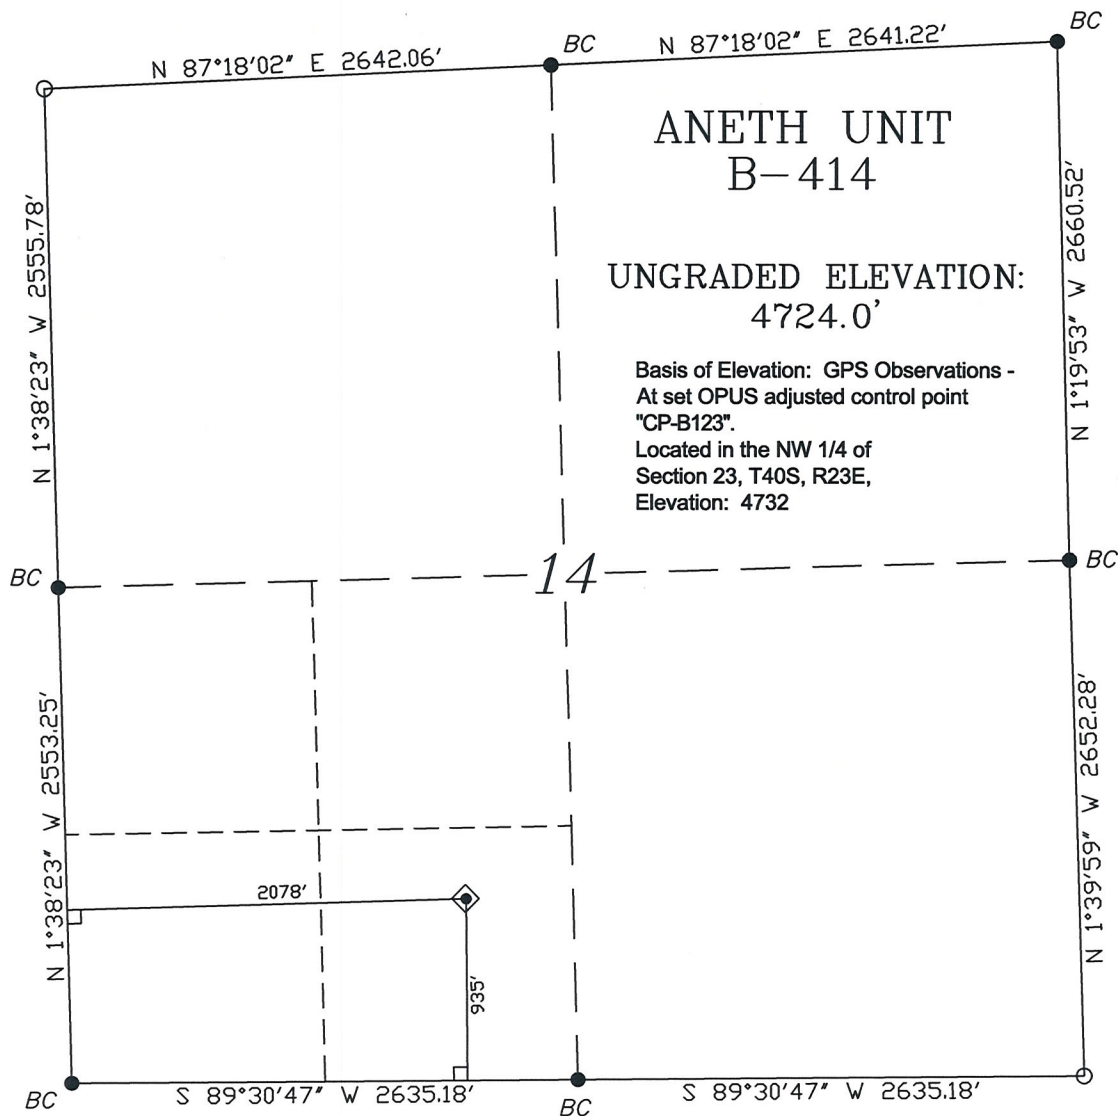 BC
BC
N 87°18'02" E 2642.06'
N 87°18'02" E 2641.22'
ANETH UNIT
B-414
UNGRADED ELEVATION:
4724.0'
Basis of Elevation: GPS Observations -
At set OPUS adjusted control point
"CP-B123".
Located in the NW 1/4 of
Section 23, T40S, R23E,
Elevation: 4732
N 1°38'23" W 2555.78'
N 1°19'53" W 2660.52'
BC
14
BC
N 1°38'23" W 2553.25'
N 1°39'59" W 2652.28'
2078'
935'
BC
S 89°30'47" W 2635.18'
BC
S 89°30'47" W 2635.18'